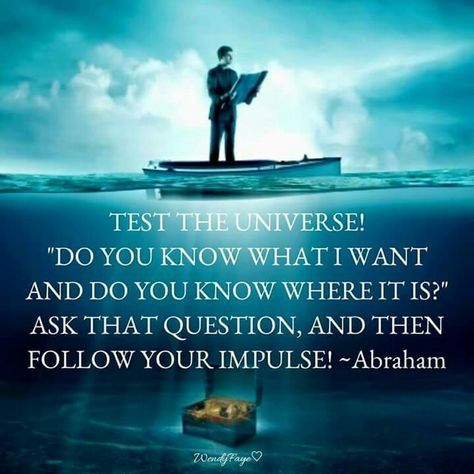 TEST THE UNIVERSE!
"DO YOU KNOW WHAT I WANT
AND DO YOU KNOW WHERE IT IS?"
ASK THAT QUESTION, AND THEN
FOLLOW YOUR IMPULSE! ~Abraham
WendyFaye♡